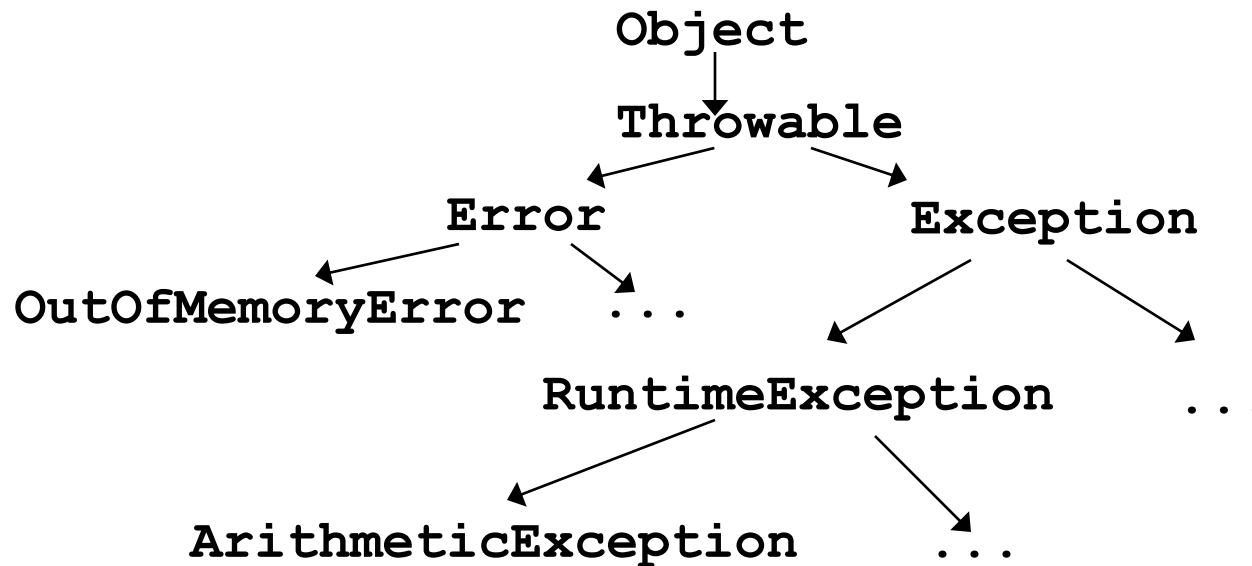 Object
Throwable
Error
Exception
OutOfMemoryError
...
RuntimeException
..
ArithmeticException
...